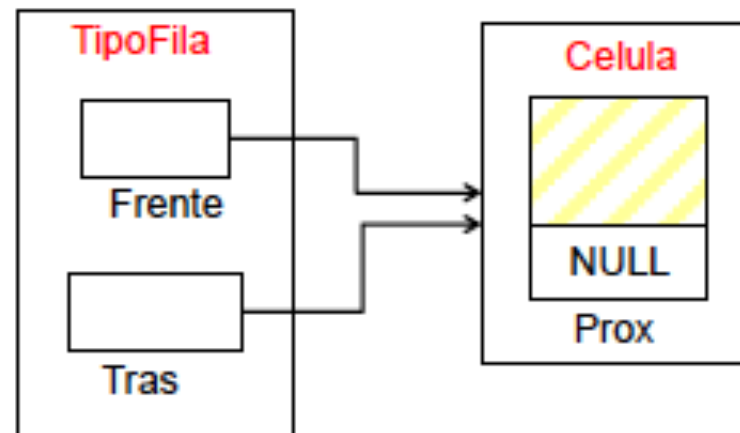 TipoFila
Frente
Tras
Celula
NULL
Prox